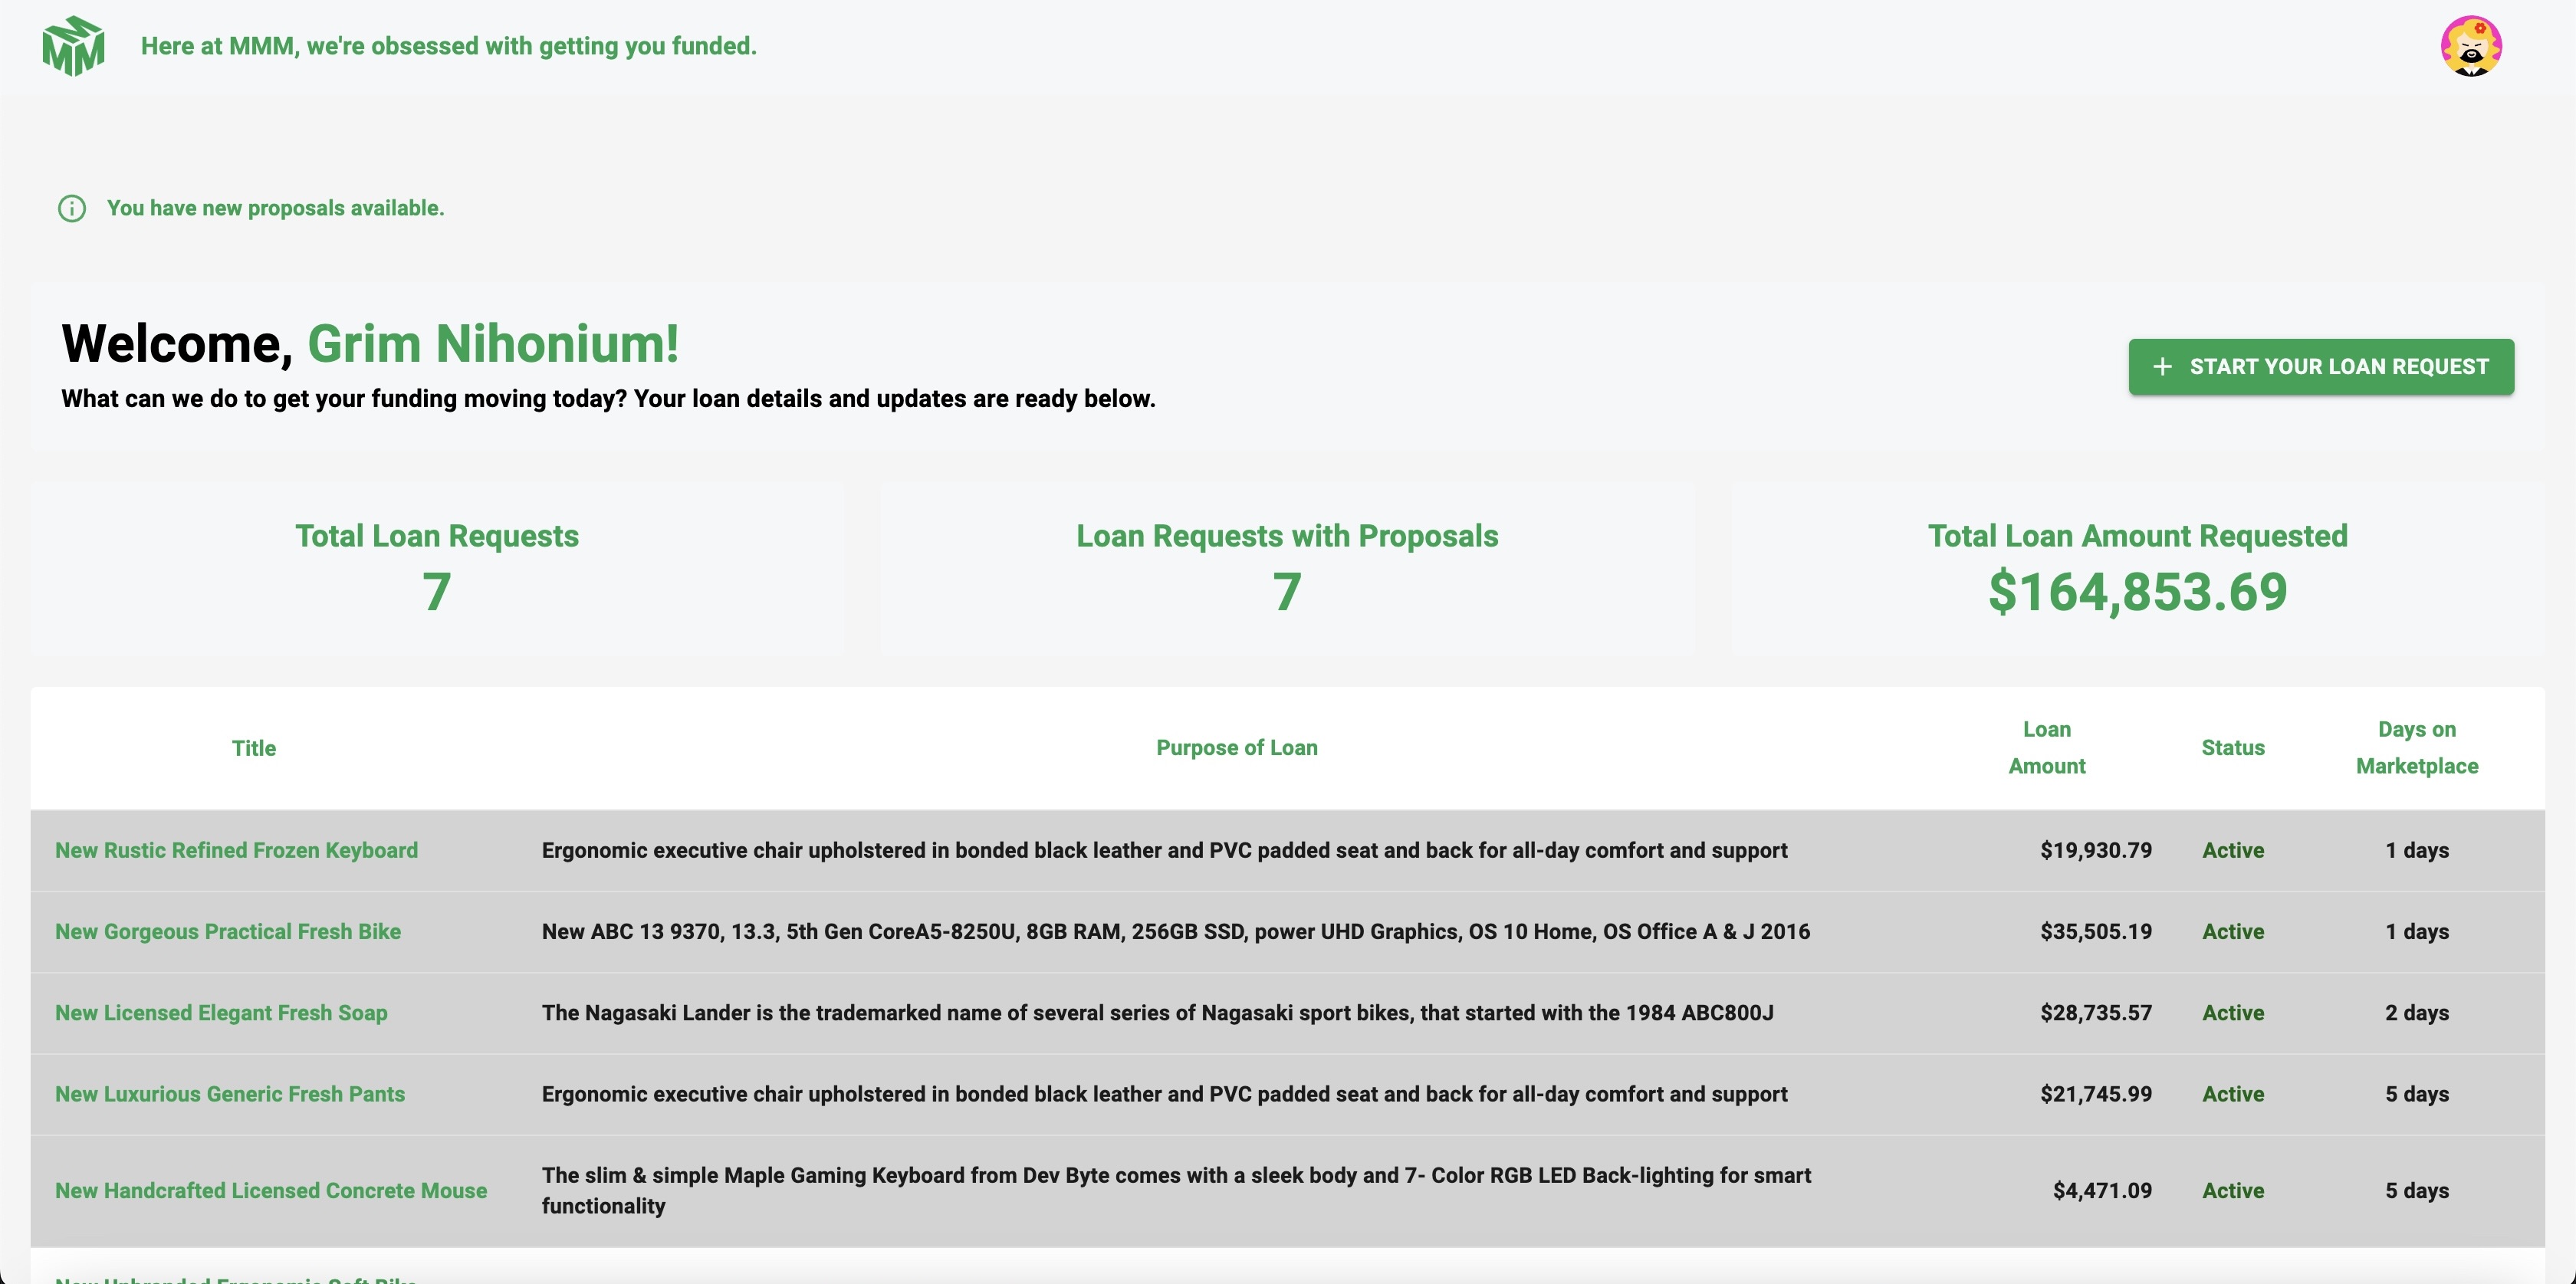 MMM
Here at MMM, we're obsessed with getting you funded.
You have new proposals available.
Welcome, Grim Nihonium!
What can we do to get your funding moving today? Your loan details and updates are ready below.
+ START YOUR LOAN REQUEST
Total Loan Requests
7
Loan Requests with Proposals
7
Total Loan Amount Requested
$164,853.69
Title
Purpose of Loan
Loan
Amount
Status
Days on
Marketplace
New Rustic Refined Frozen Keyboard
Ergonomic executive chair upholstered in bonded black leather and PVC padded seat and back for all-day comfort and support
$19,930.79
Active
1 days
New Gorgeous Practical Fresh Bike
New ABC 13 9370, 13.3, 5th Gen CoreA5-8250U, 8GB RAM, 256GB SSD, power UHD Graphics, OS 10 Home, OS Office A & J 2016
$35,505.19
Active
1 days
New Licensed Elegant Fresh Soap
The Nagasaki Lander is the trademarked name of several series of Nagasaki sport bikes, that started with the 1984 ABC800J
$28,735.57
Active
2 days
New Luxurious Generic Fresh Pants
Ergonomic executive chair upholstered in bonded black leather and PVC padded seat and back for all-day comfort and support
$21,745.99
Active
5 days
New Handcrafted Licensed Concrete Mouse
The slim & simple Maple Gaming Keyboard from Dev Byte comes with a sleek body and 7- Color RGB LED Back-lighting for smart
functionality
$4,471.09
Active
5 days